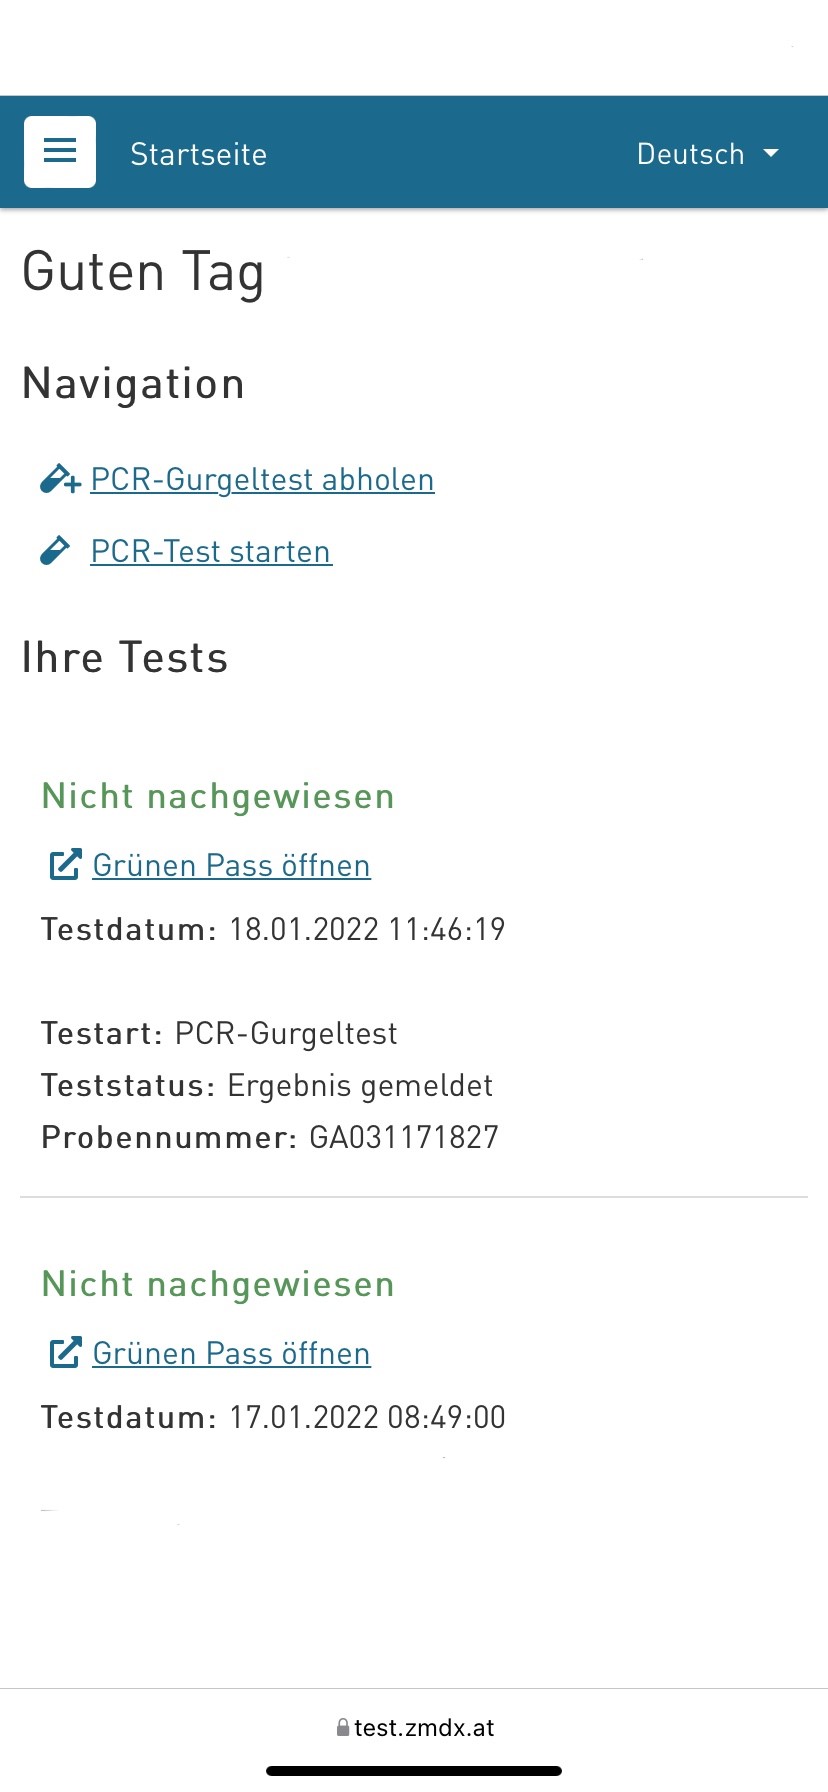 Startseite
Deutsch
Guten Tag
Navigation
PCR-Gurgeltest abholen
PCR-Test starten
Ihre Tests
Nicht nachgewiesen
Grünen Pass öffnen
Testdatum: 18.01.2022 11:46:19
Testart: PCR-Gurgeltest
Teststatus: Ergebnis gemeldet
Probennummer: GA031171827
Nicht nachgewiesen
Grünen Pass öffnen
Testdatum: 17.01.2022 08:49:00
test.zmdx.at